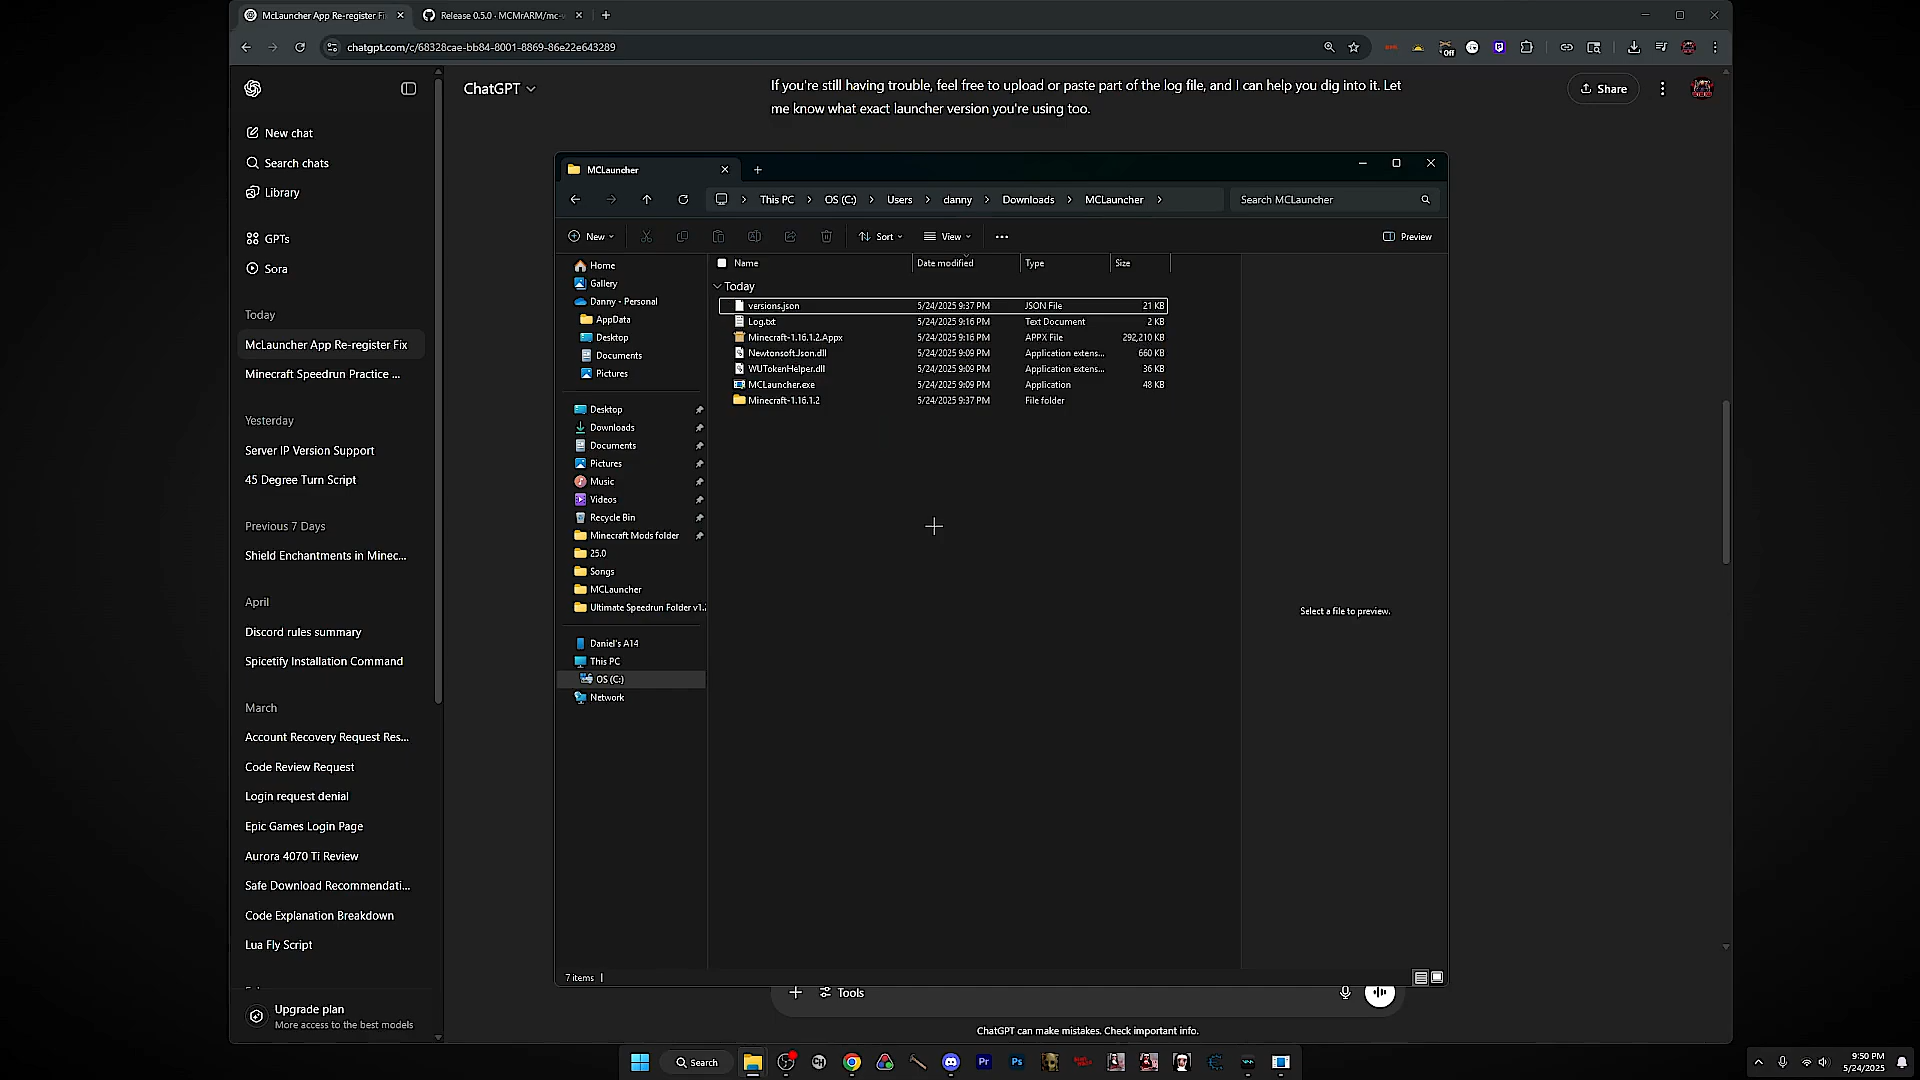 McLauncher App Re-register Fi
Release 0.5.0 · MCMrARM/mc-v
chatgpt.com/c/68328cae-bb84-8001-8869-86e22e643289
Off
ChatGPT
If you're still having trouble, feel free to upload or paste part of the log file, and I can help you dig into it. Let
me know what exact launcher version you're using too.
Share
New chat
Search chats
Library
GPTs
Sora
Today
McLauncher App Re-register Fix
Minecraft Speedrun Practice ...
Yesterday
Server IP Version Support
45 Degree Turn Script
Previous 7 Days
Shield Enchantments in Minec...
April
Discord rules summary
Spicetify Installation Command
March
Account Recovery Request Res...
Code Review Request
Login request denial
Epic Games Login Page
Aurora 4070 Ti Review
Safe Download Recommendati...
Code Explanation Breakdown
Lua Fly Script
Upgrade plan
More access to the best models
MCLauncher
This PC
OS (C:)
Users
danny
Downloads
MCLauncher
Search MCLauncher
New
Sort
View
Preview
Home
Gallery
Danny - Personal
AppData
Desktop
Documents
Pictures
Desktop
Downloads
Documents
Pictures
Music
Videos
Recycle Bin
Minecraft Mods folder
25.0
Songs
MCLauncher
Ultimate Speedrun Folder v1.2
Daniel's A14
This PC
OS (C:)
Network
Name Date modified Type Size
Today
versions.json 5/24/2025 9:37 PM JSON File 21 KB
Log.txt 5/24/2025 9:16 PM Text Document 2 KB
Minecraft-1.16.1.2.Appx 5/24/2025 9:16 PM APPX File 292,210 KB
Newtonsoft.Json.dll 5/24/2025 9:09 PM Application extens... 660 KB
WUTokenHelper.dll 5/24/2025 9:09 PM Application extens... 36 KB
MCLauncher.exe 5/24/2025 9:09 PM Application 48 KB
Minecraft-1.16.1.2 5/24/2025 9:37 PM File folder
Select a file to preview.
7 items
Tools
ChatGPT can make mistakes. Check important info.
Search
Pr
Ps
9:50 PM
5/24/2025